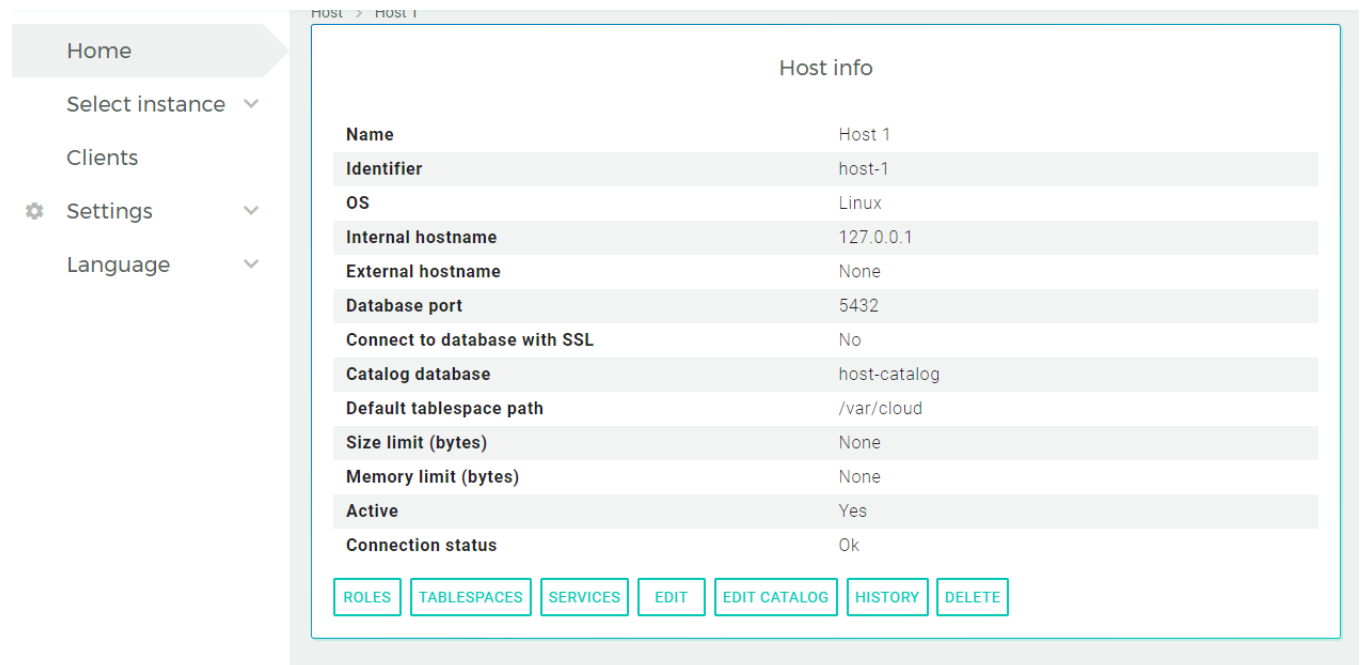 Host > Host 1
Home
Select instance
Clients
Settings
Language
Host info
Name Host 1
Identifier host-1
OS Linux
Internal hostname 127.0.0.1
External hostname None
Database port 5432
Connect to database with SSL No
Catalog database host-catalog
Default tablespace path /var/cloud
Size limit (bytes) None
Memory limit (bytes) None
Active Yes
Connection status Ok
ROLES TABLESPACES SERVICES EDIT EDIT CATALOG HISTORY DELETE